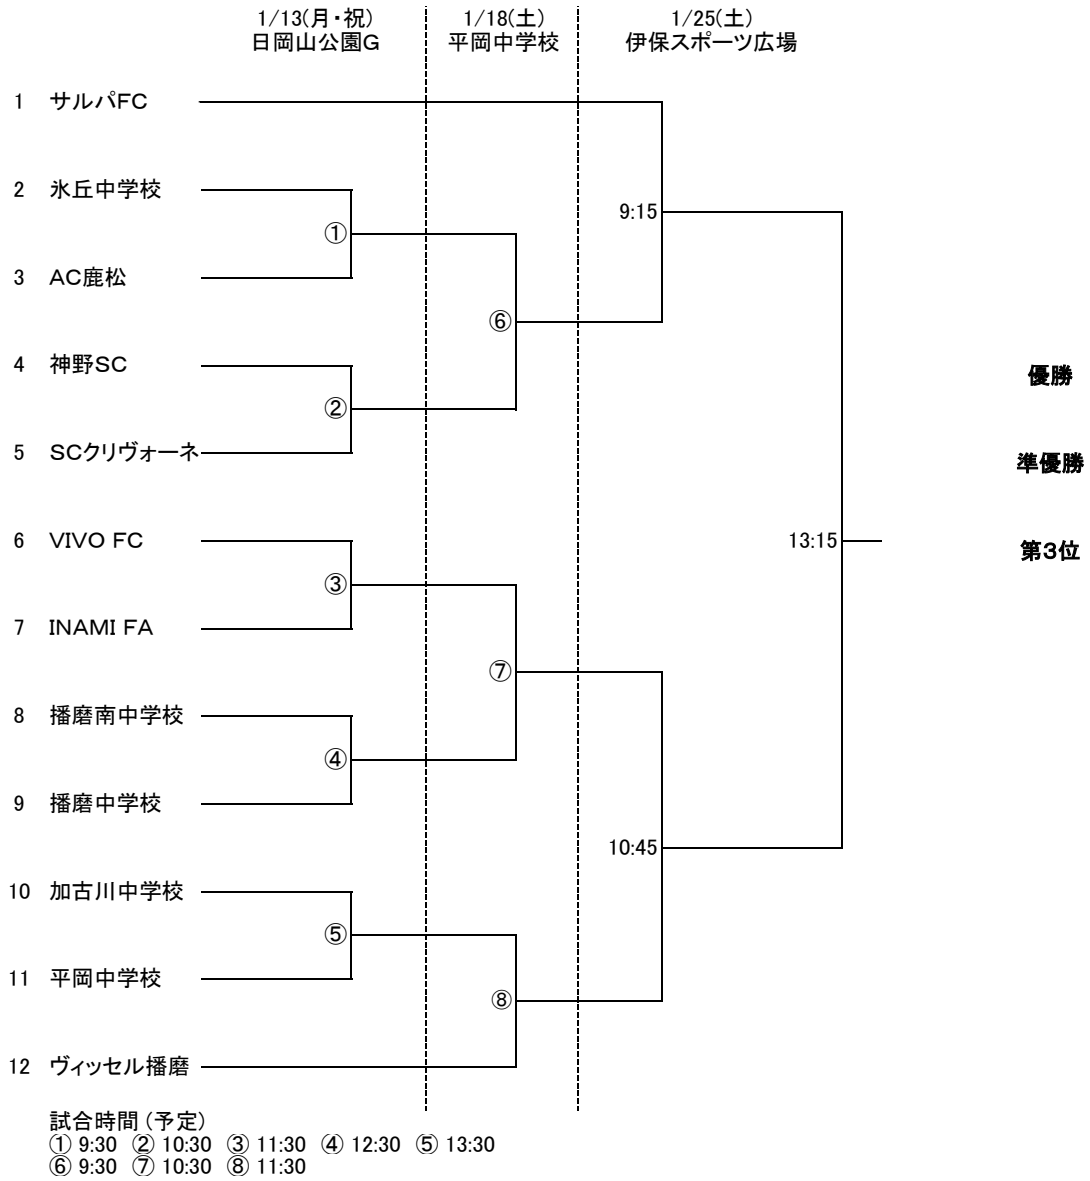 1/13(月・祝) 1/18(土) 1/25(土)
日岡山公園G 平岡中学校 伊保スポーツ広場
1 サルパFC
2 氷丘中学校
9:15
①
3 AC鹿松
⑥
4 神野SC
優勝
②
5 SCクリヴォーネ
準優勝
6 VIVO FC
13:15
第3位
③
7 INAMI FA
⑦
8 播磨南中学校
④
9 播磨中学校
10:45
10 加古川中学校
⑤
11 平岡中学校
⑧
12 ヴィッセル播磨
試合時間(予定)
① 9:30 ② 10:30 ③ 11:30 ④ 12:30 ⑤ 13:30
⑥ 9:30 ⑦ 10:30 ⑧ 11:30